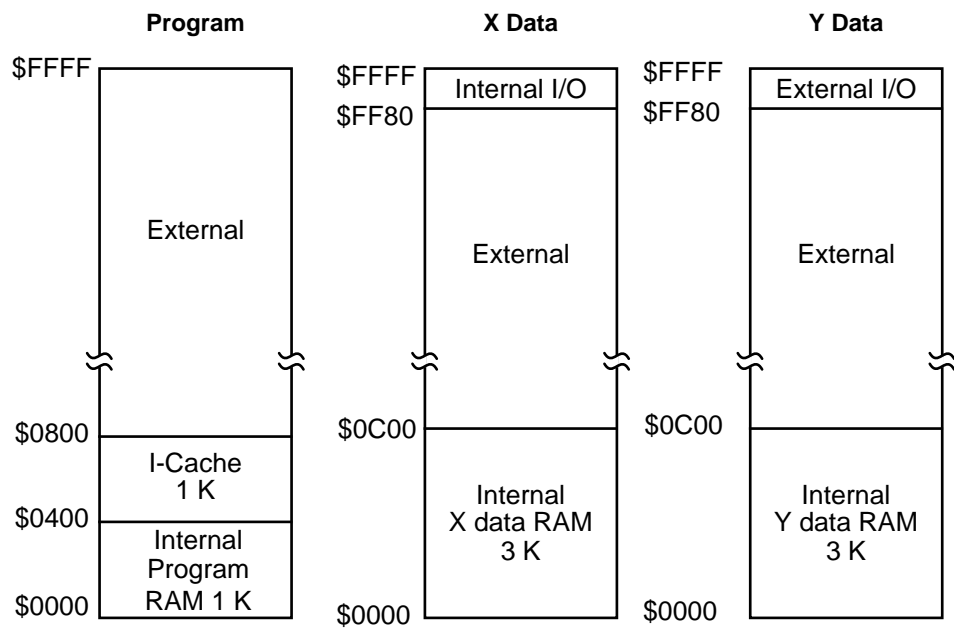 Program
$FFFF
External
$0800
I-Cache
1 K
$0400
Internal
Program
RAM 1 K
$0000
X Data
$FFFF
Internal I/O
$FF80
External
$0C00
Internal
X data RAM
3 K
$0000
Y Data
$FFFF
External I/O
$FF80
External
$0C00
Internal
Y data RAM
3 K
$0000